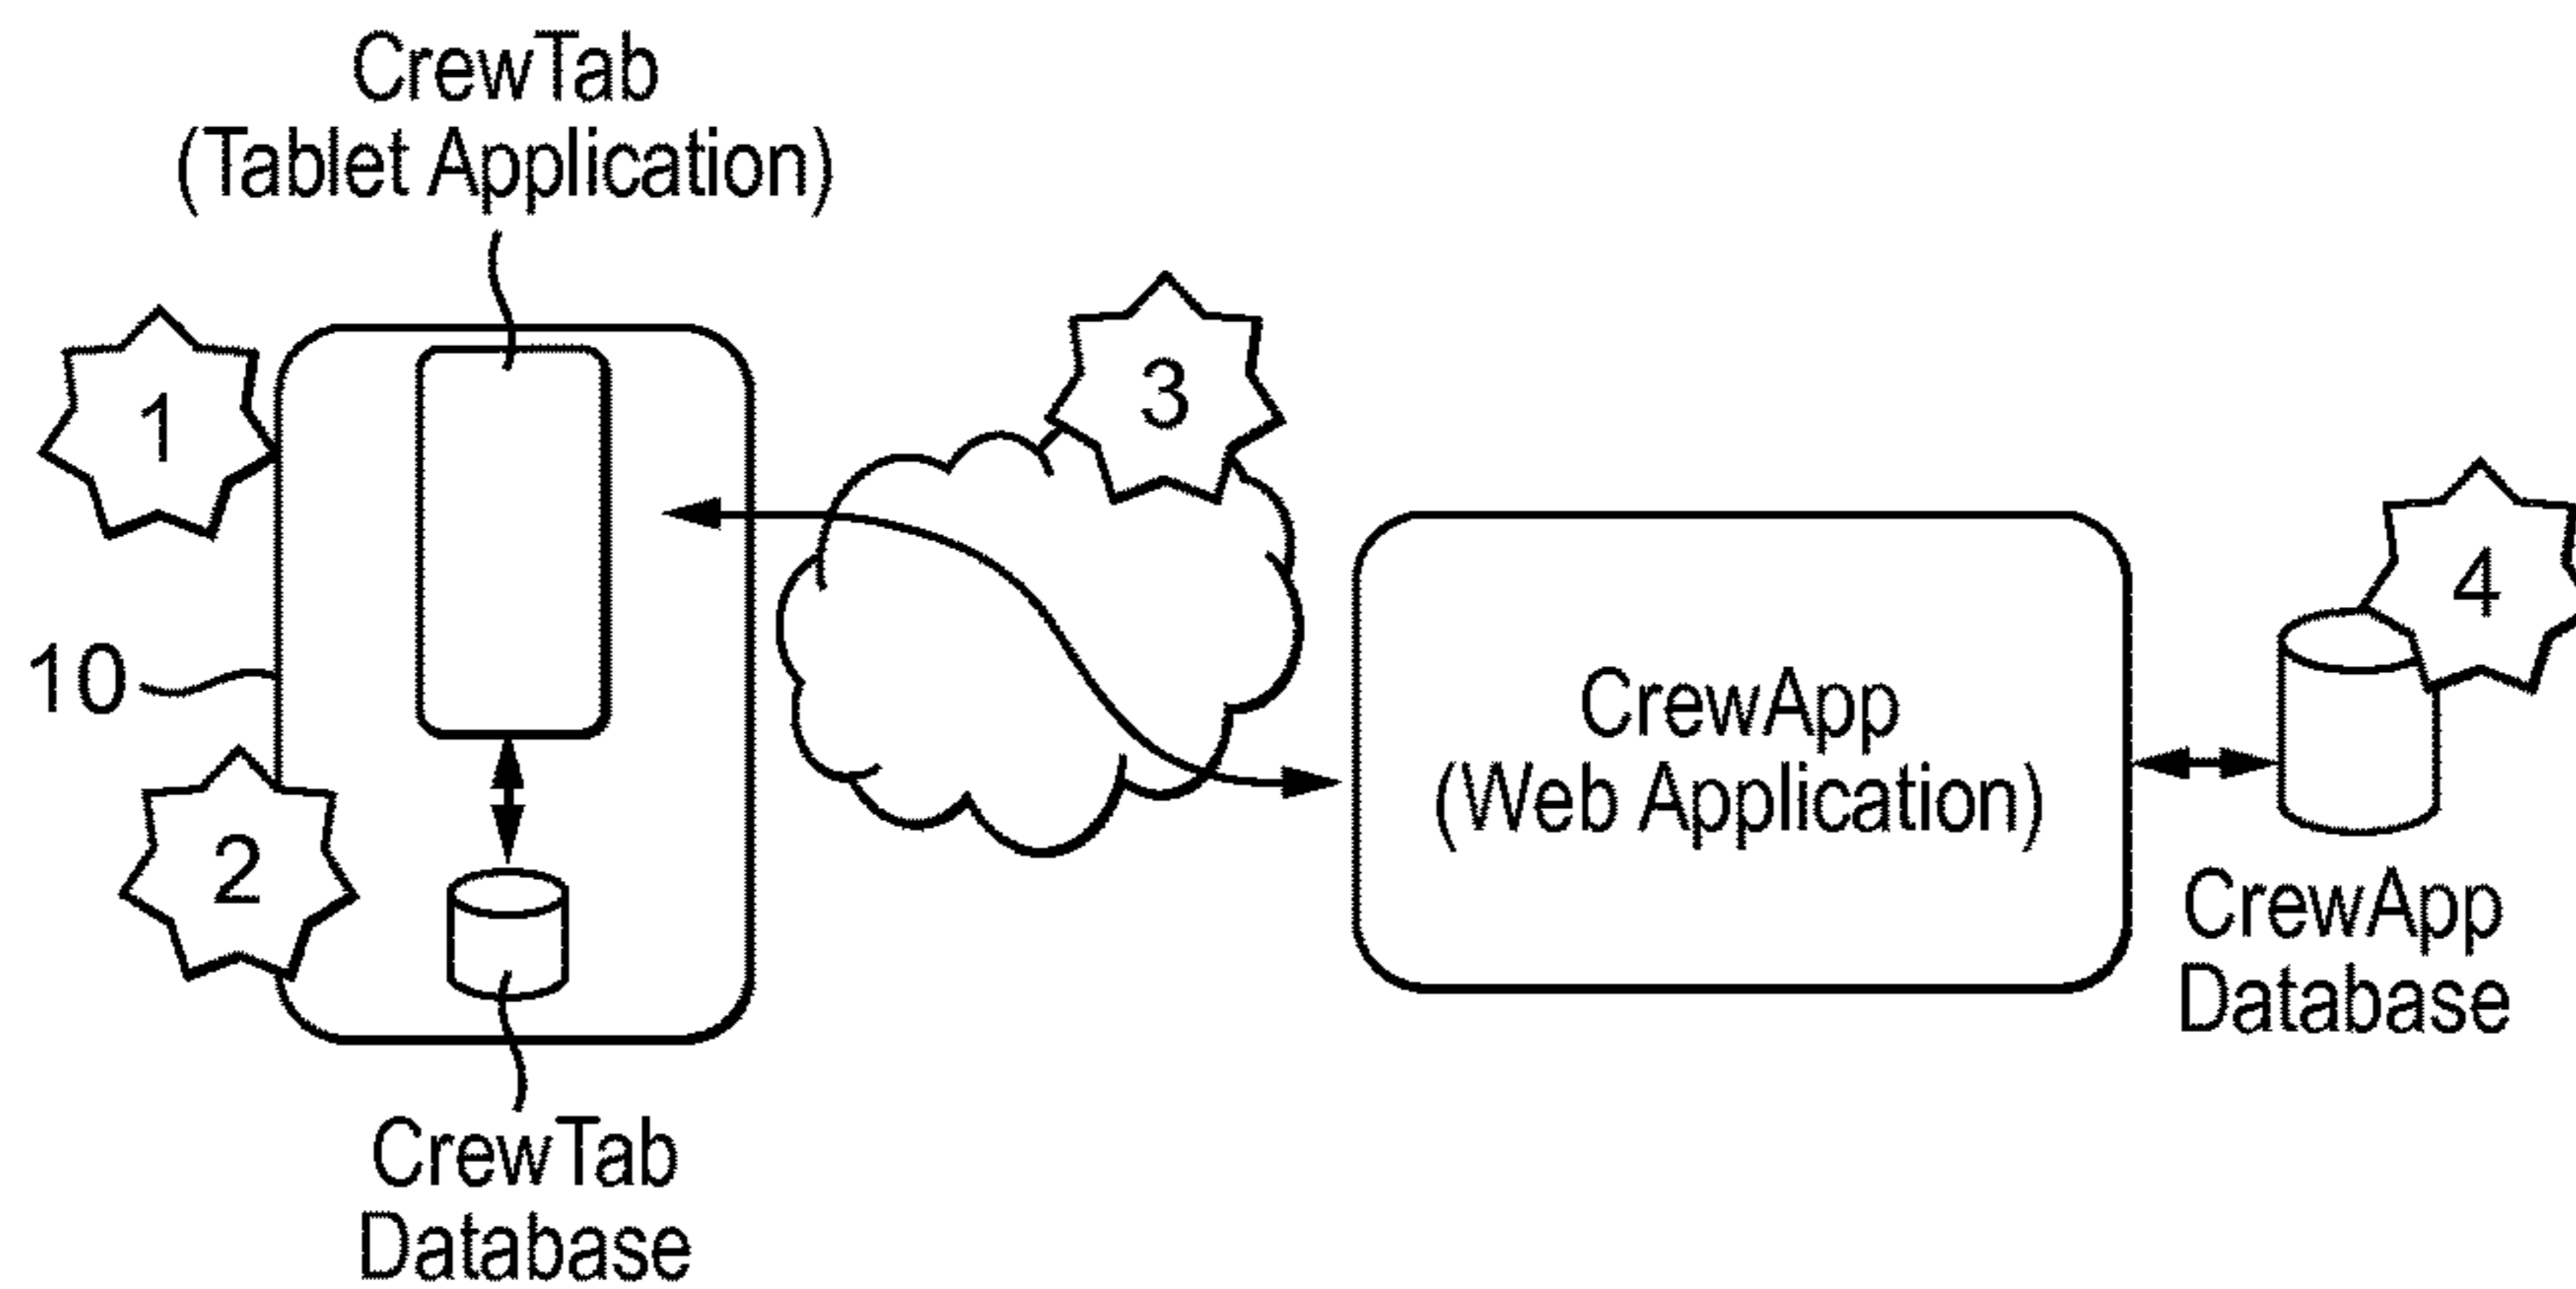 CrewTab
(Tablet Application)
1
3
4
10
2
CrewApp
(Web Application)
CrewApp
Database
CrewTab
Database